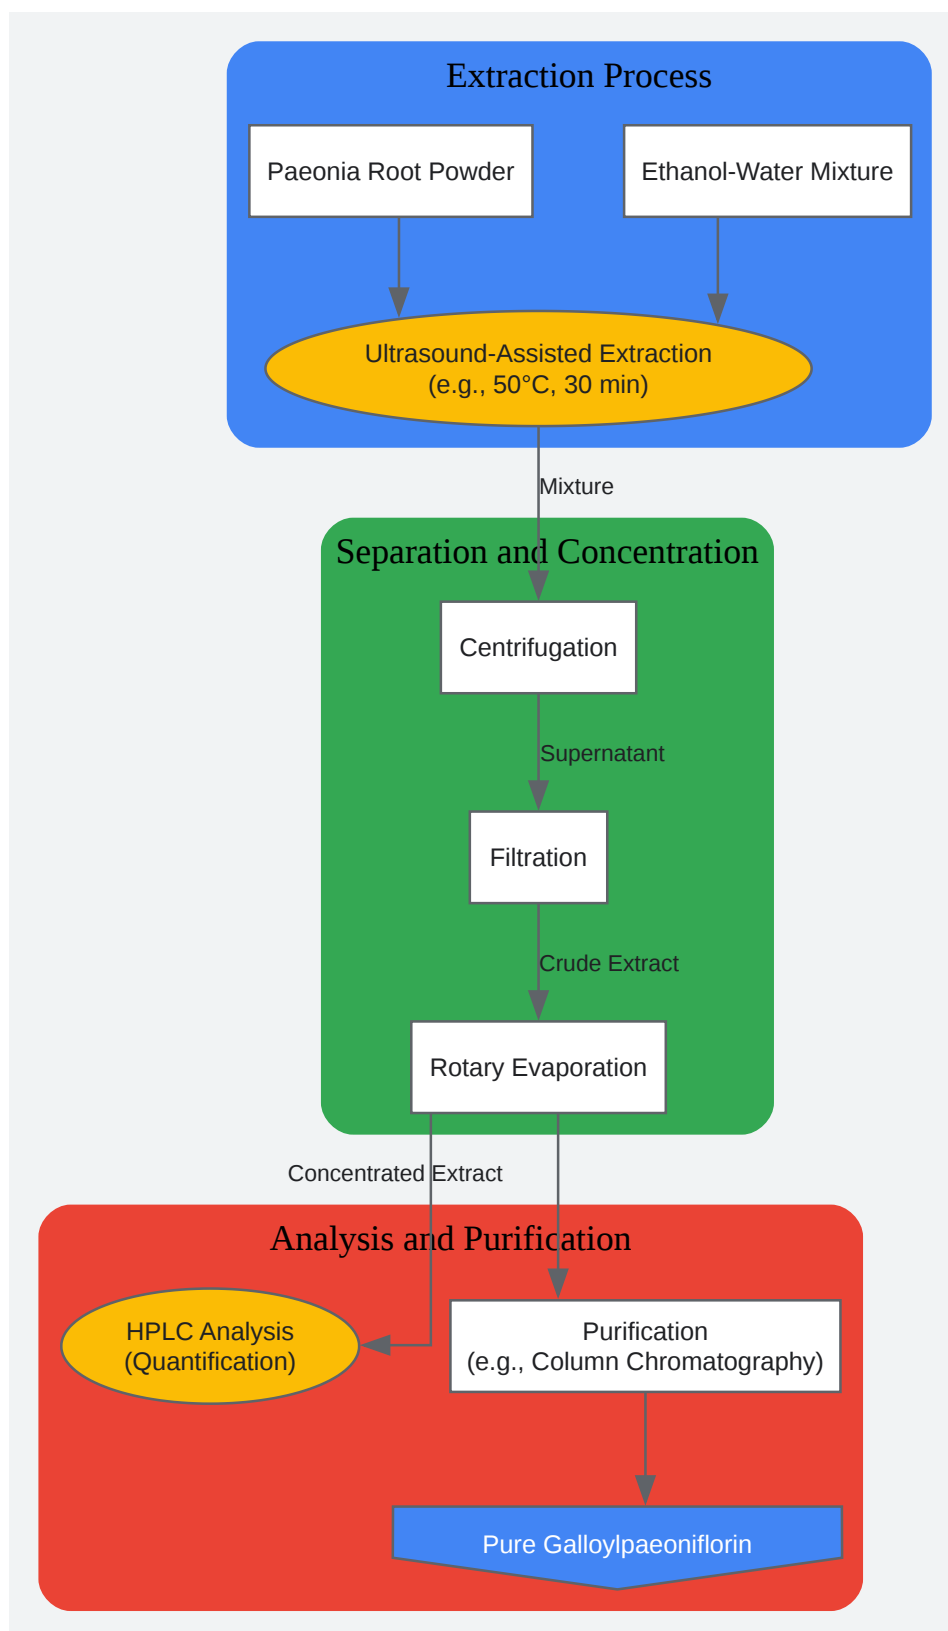 Extraction Process
Paeonia Root Powder
Ethanol-Water Mixture
Ultrasound-Assisted Extraction
(e.g., 50°C, 30 min)
Mixture
Separation and Concentration
Centrifugation
Supernatant
Filtration
Crude Extract
Rotary Evaporation
Concentrated Extract
Analysis and Purification
HPLC Analysis
(Quantification)
Purification
(e.g., Column Chromatography)
Pure Galloylpaeoniflorin